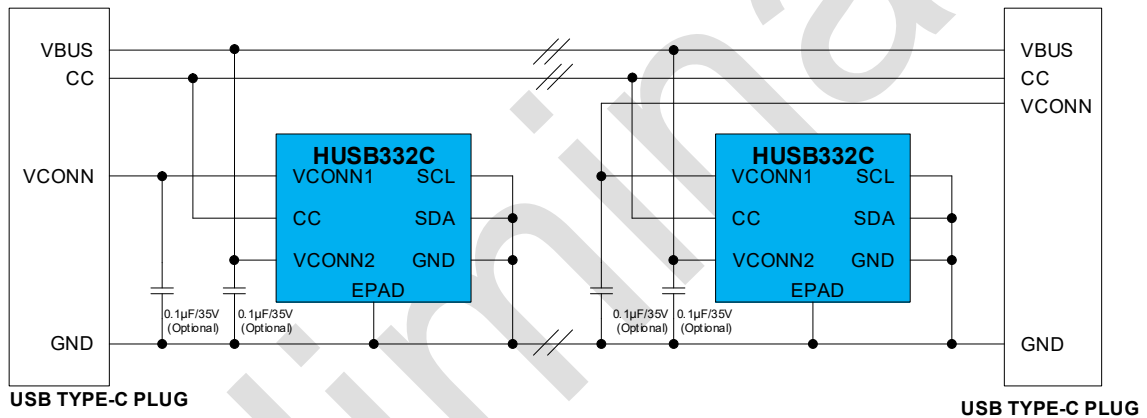 VBUS
CC
VCONN
GND
USB TYPE-C PLUG
HUSB332C
VCONN1 SCL
CC SDA
VCONN2 GND
EPAD
0.1µF/35V
(Optional)
0.1µF/35V
(Optional)
HUSB332C
VCONN1 SCL
CC SDA
VCONN2 GND
EPAD
0.1µF/35V
(Optional)
0.1µF/35V
(Optional)
VBUS
CC
VCONN
GND
USB TYPE-C PLUG